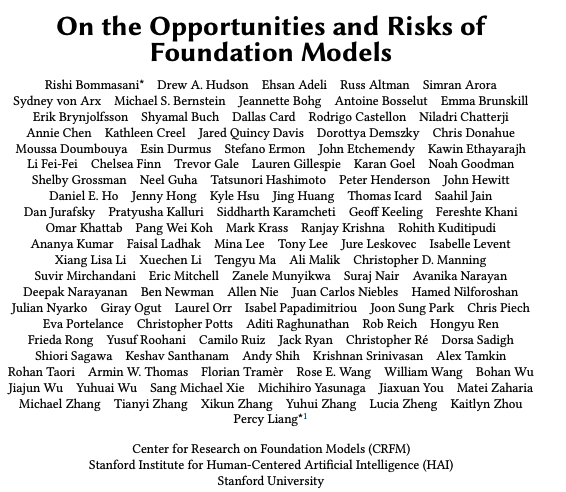 On the Opportunities and Risks of
Foundation Models
Rishi Bommasani* Drew A. Hudson Ehsan Adeli Russ Altman Simran Arora
Sydney von Arx Michael S. Bernstein Jeannette Bohg Antoine Bosselut Emma Brunskill
Erik Brynjolfsson Shyamal Buch Dallas Card Rodrigo Castellon Niladri Chatterji
Annie Chen Kathleen Creel Jared Quincy Davis Dorottya Demszky Chris Donahue
Moussa Doumbouya Esin Durmus Stefano Ermon John Etchemendy Kawin Ethayarajh
Li Fei-Fei Chelsea Finn Trevor Gale Lauren Gillespie Karan Goel Noah Goodman
Shelby Grossman Neel Guha Tatsunori Hashimoto Peter Henderson John Hewitt
Daniel E. Ho Jenny Hong Kyle Hsu Jing Huang Thomas Icard Saahil Jain
Dan Jurafsky Pratyusha Kalluri Siddharth Karamcheti Geoff Keeling Fereshte Khani
Omar Khattab Pang Wei Koh Mark Krass Ranjay Krishna Rohith Kuditipudi
Ananya Kumar Faisal Ladhak Mina Lee Tony Lee Jure Leskovec Isabelle Levent
Xiang Lisa Li Xuechen Li Tengyu Ma Ali Malik Christopher D. Manning
Suvir Mirchandani Eric Mitchell Zanele Munyikwa Suraj Nair Avanika Narayan
Deepak Narayanan Ben Newman Allen Nie Juan Carlos Niebles Hamed Nilforoshan
Julian Nyarko Giray Ogut Laurel Orr Isabel Papadimitriou Joon Sung Park Chris Piech
Eva Portelance Christopher Potts Aditi Raghunathan Rob Reich Hongyu Ren
Frieda Rong Yusuf Roohani Camilo Ruiz Jack Ryan Christopher Ré Dorsa Sadigh
Shiori Sagawa Keshav Santhanam Andy Shih Krishnan Srinivasan Alex Tamkin
Rohan Taori Armin W. Thomas Florian Tramèr Rose E. Wang William Wang Bohan Wu
Jiajun Wu Yuhuai Wu Sang Michael Xie Michihiro Yasunaga Jiaxuan You Matei Zaharia
Michael Zhang Tianyi Zhang Xikun Zhang Yuhui Zhang Lucia Zheng Kaitlyn Zhou
Percy Liang*1
Center for Research on Foundation Models (CRFM)
Stanford Institute for Human-Centered Artificial Intelligence (HAI)
Stanford University